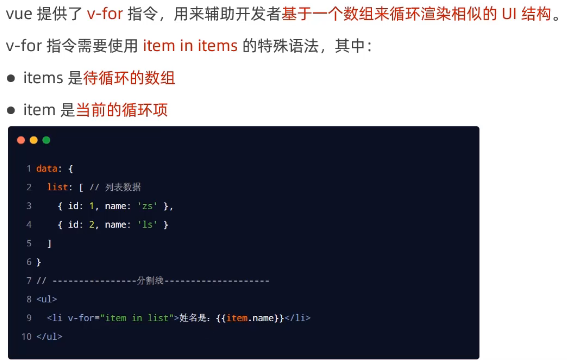 vue 提供了 v-for 指令，用来辅助开发者基于一个数组来循环渲染相似的 UI 结构。
v-for 指令需要使用 item in items 的特殊语法，其中：
● items 是待循环的数组
● item 是当前的循环项
1 data: {
2   list: [ // 列表数据
3     { id: 1, name: 'zs' },
4     { id: 2, name: 'ls' }
5   ]
6 }
7 // ----------------分割线--------------------
8 <ul>
9   <li v-for="item in list">姓名是：{{item.name}}</li>
10 </ul>